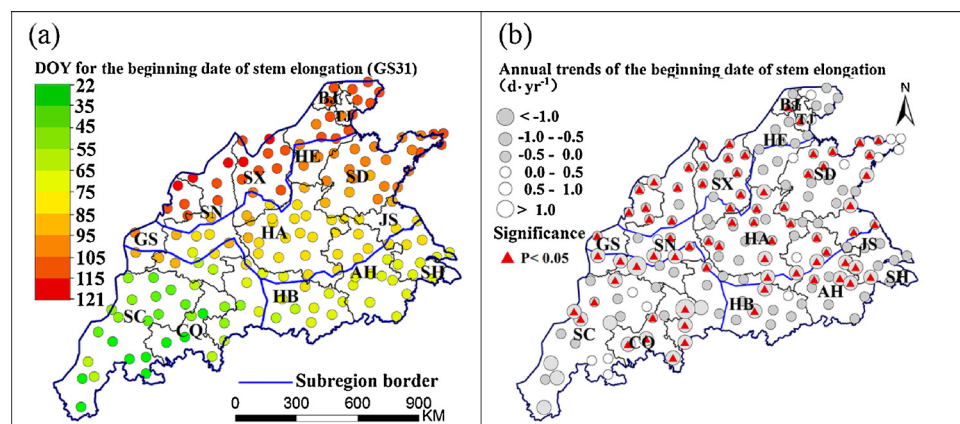 (a)
DOY for the beginning date of stem elongation (GS31)
22
35
45
55
65
75
85
95
105
115
121
BJ
TJ
HE
SX
SD
SN
GS
HA
JS
AH
SH
HB
SC
CQ
Subregion border
0 300 600 900
KM
(b)
Annual trends of the beginning date of stem elongation
(d· yr⁻¹)
< -1.0
-1.0 – -0.5
-0.5 – 0.0
0.0 – 0.5
0.5 – 1.0
> 1.0
Significance
P< 0.05
N
BJ
TJ
HE
SX
SD
GS
SN
HA
JS
AH
SH
HB
SC
CQ